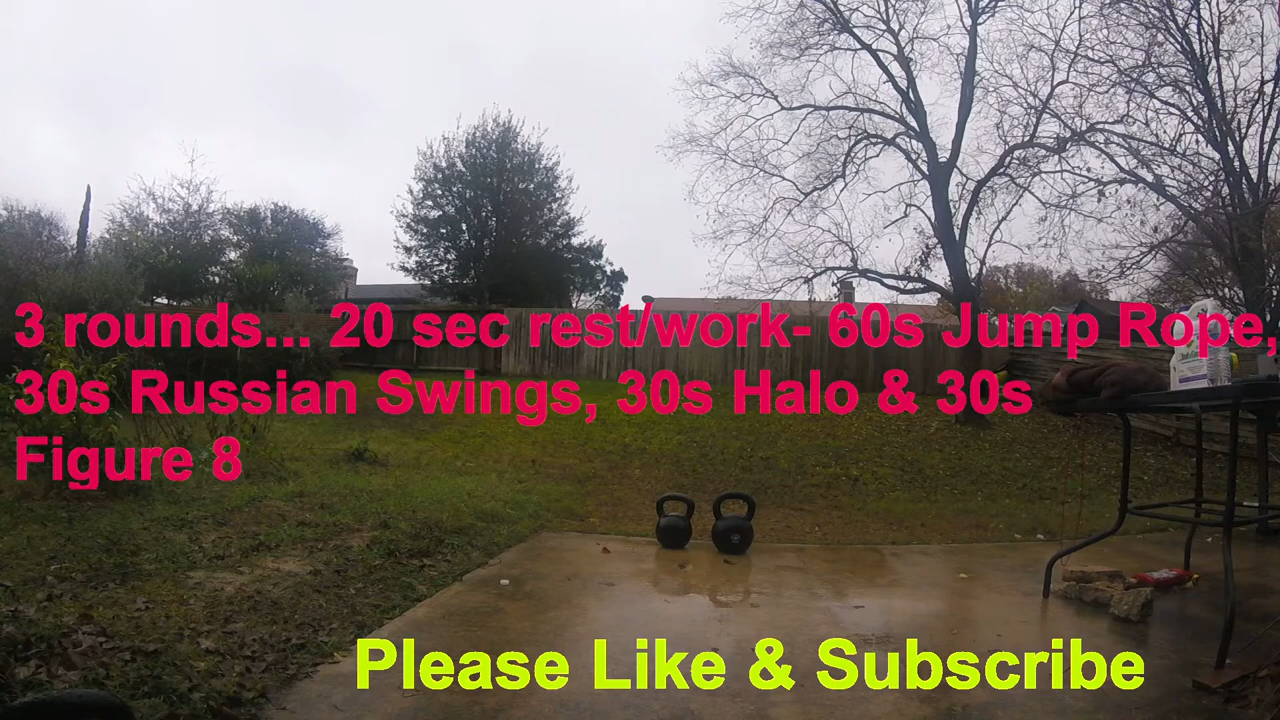 3 rounds... 20 sec rest/work- 60s Jump Rope,
30s Russian Swings, 30s Halo & 30s
Figure 8
Please Like & Subscribe